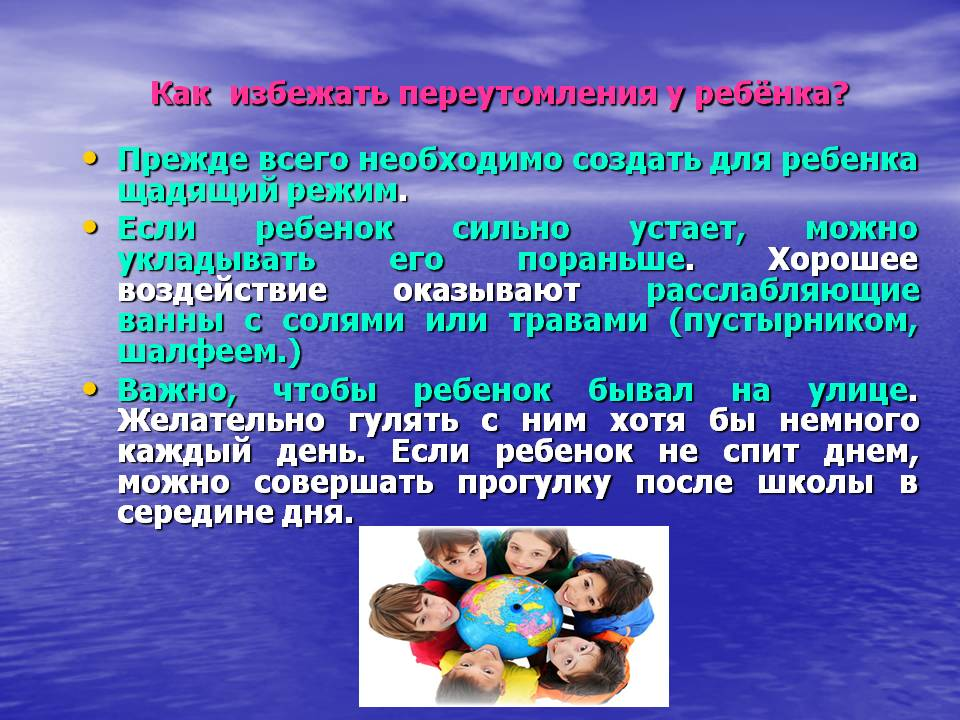 Как избежать переутомления у ребёнка?
• Прежде всего необходимо создать для ребенка
щадящий режим.
• Если ребенок сильно устает, можно
укладывать его пораньше. Хорошее
воздействие оказывают расслабляющие
ванны с солями или травами (пустырником,
шалфеем.)
• Важно, чтобы ребенок бывал на улице.
Желательно гулять с ним хотя бы немного
каждый день. Если ребенок не спит днем,
можно совершать прогулку после школы в
середине дня.